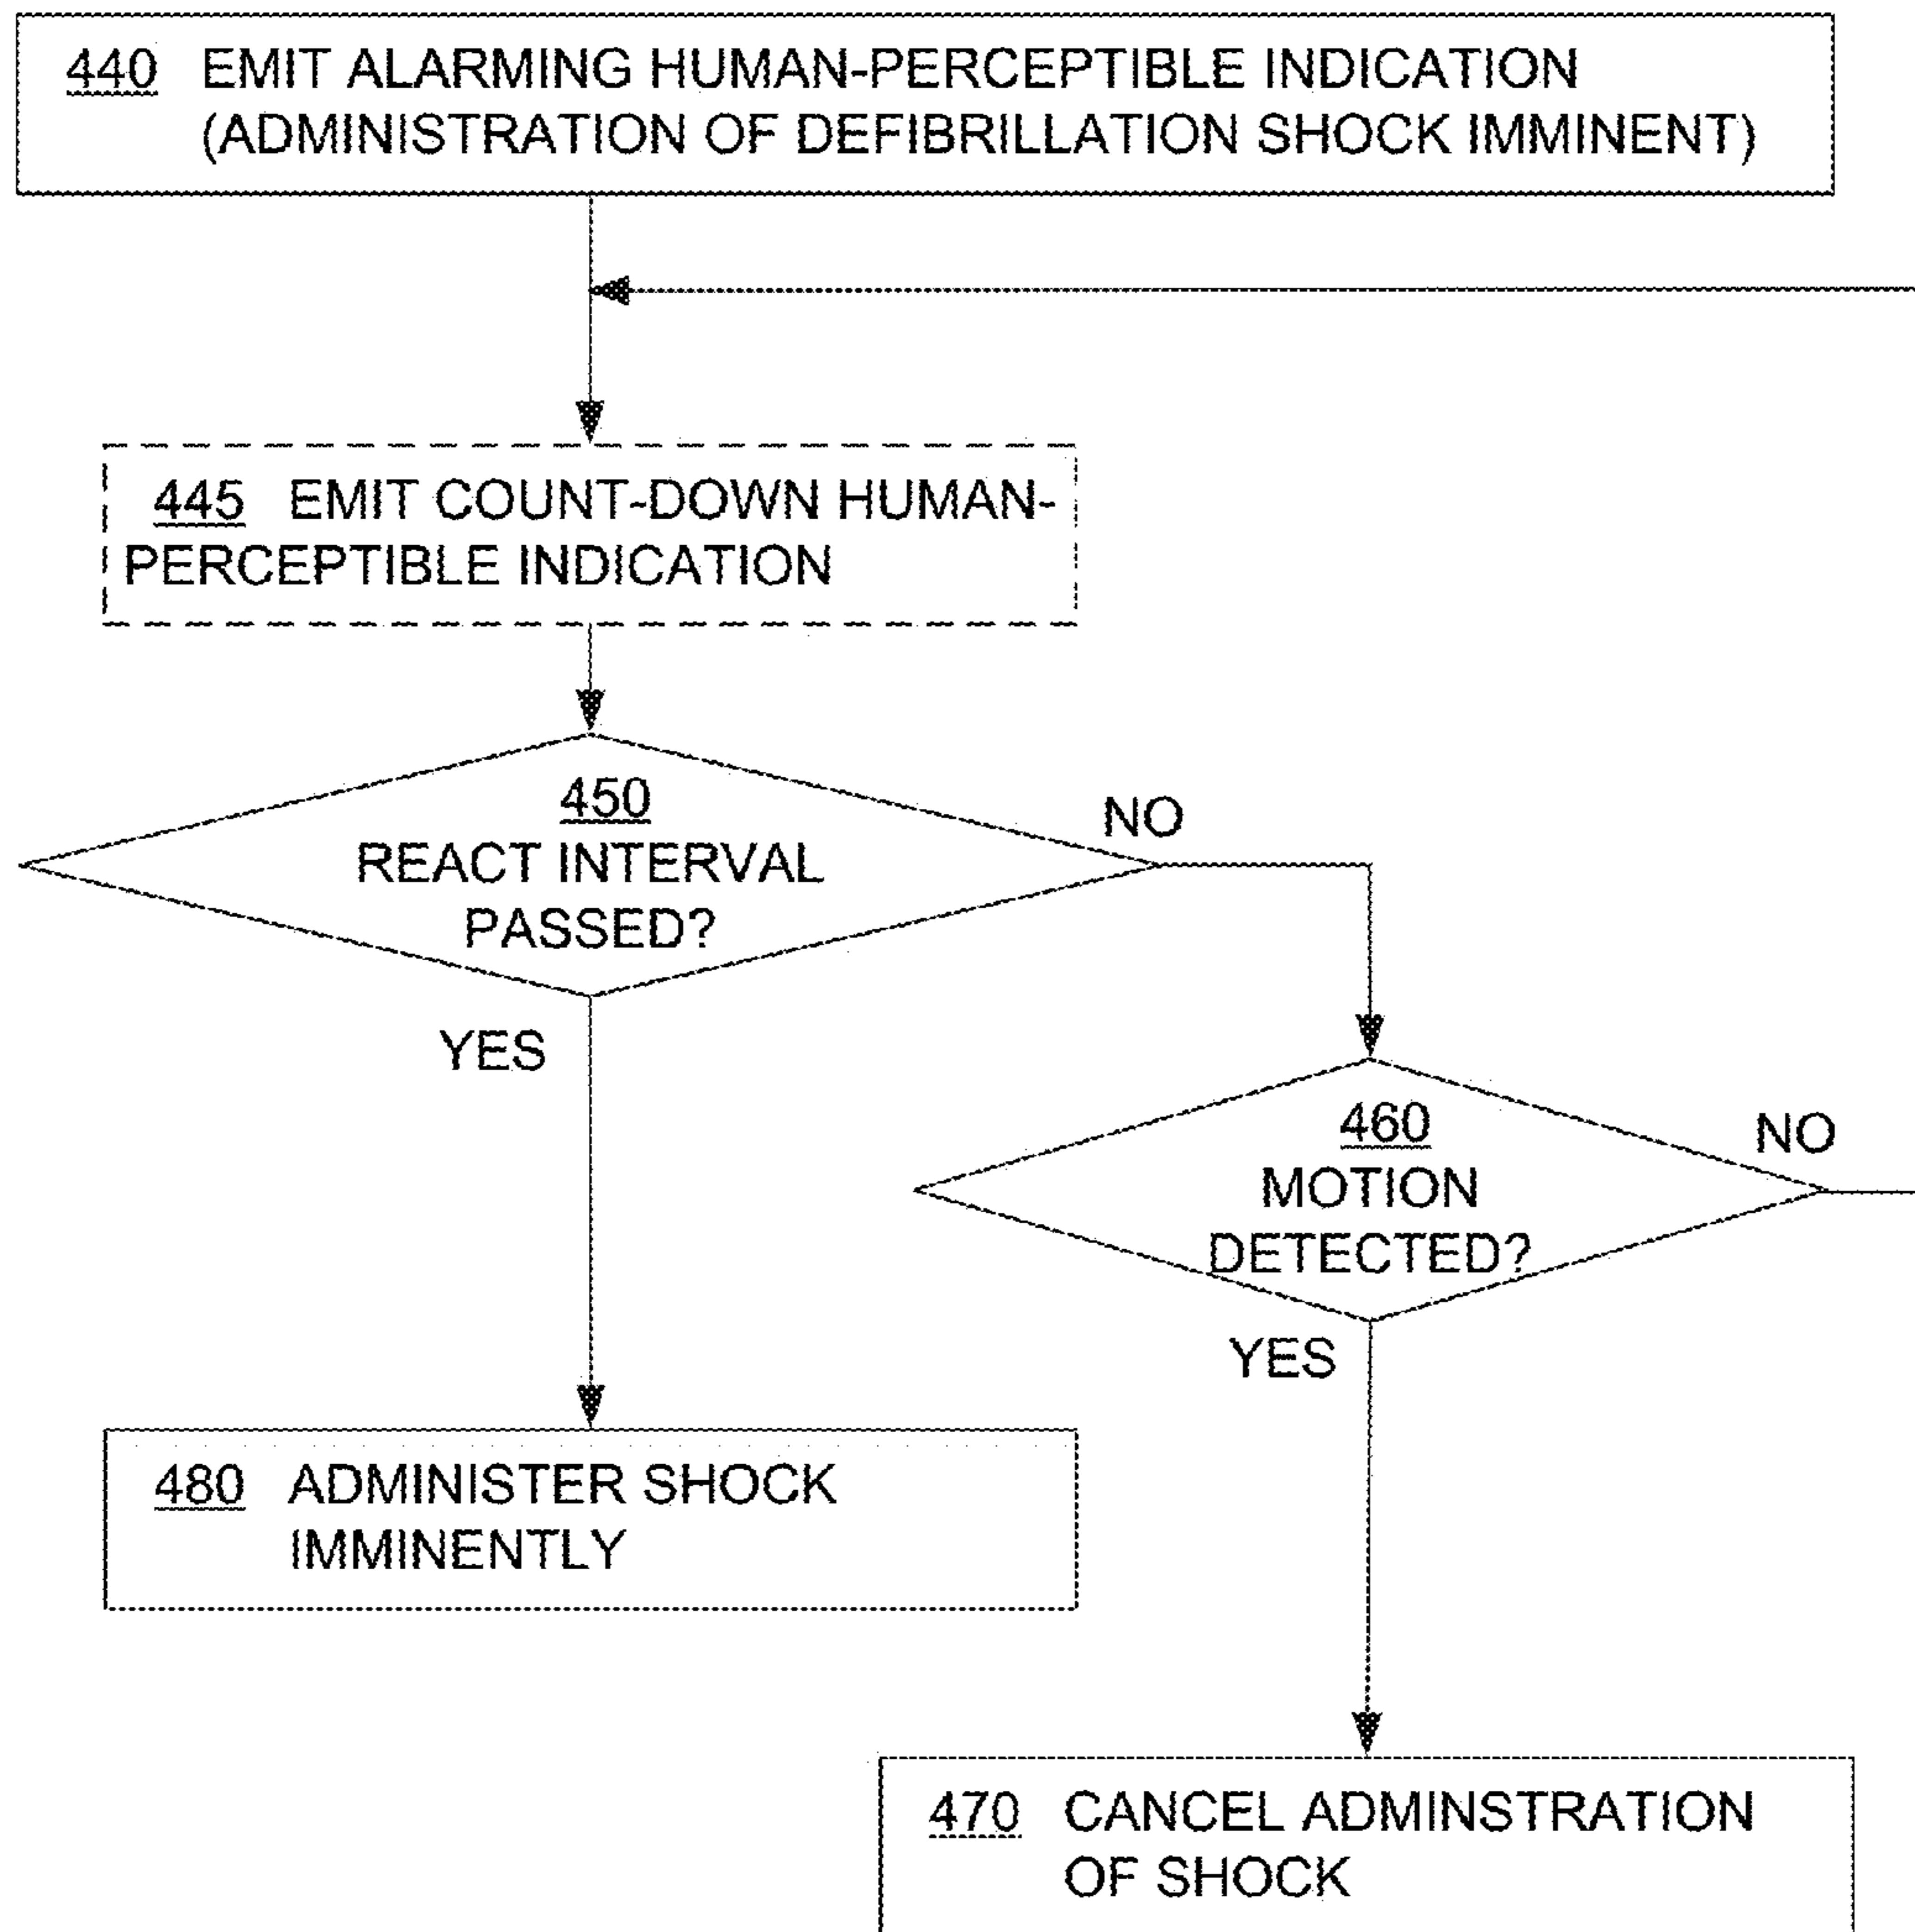 440 EMIT ALARMING HUMAN-PERCEPTIBLE INDICATION
(ADMINISTRATION OF DEFIBRILLATION SHOCK IMMINENT)
445 EMIT COUNT-DOWN HUMAN-
PERCEPTIBLE INDICATION
450
REACT INTERVAL
PASSED?
NO
YES
460
MOTION
DETECTED?
NO
YES
480 ADMINISTER SHOCK
IMMINENTLY
470 CANCEL ADMINSTRATION
OF SHOCK